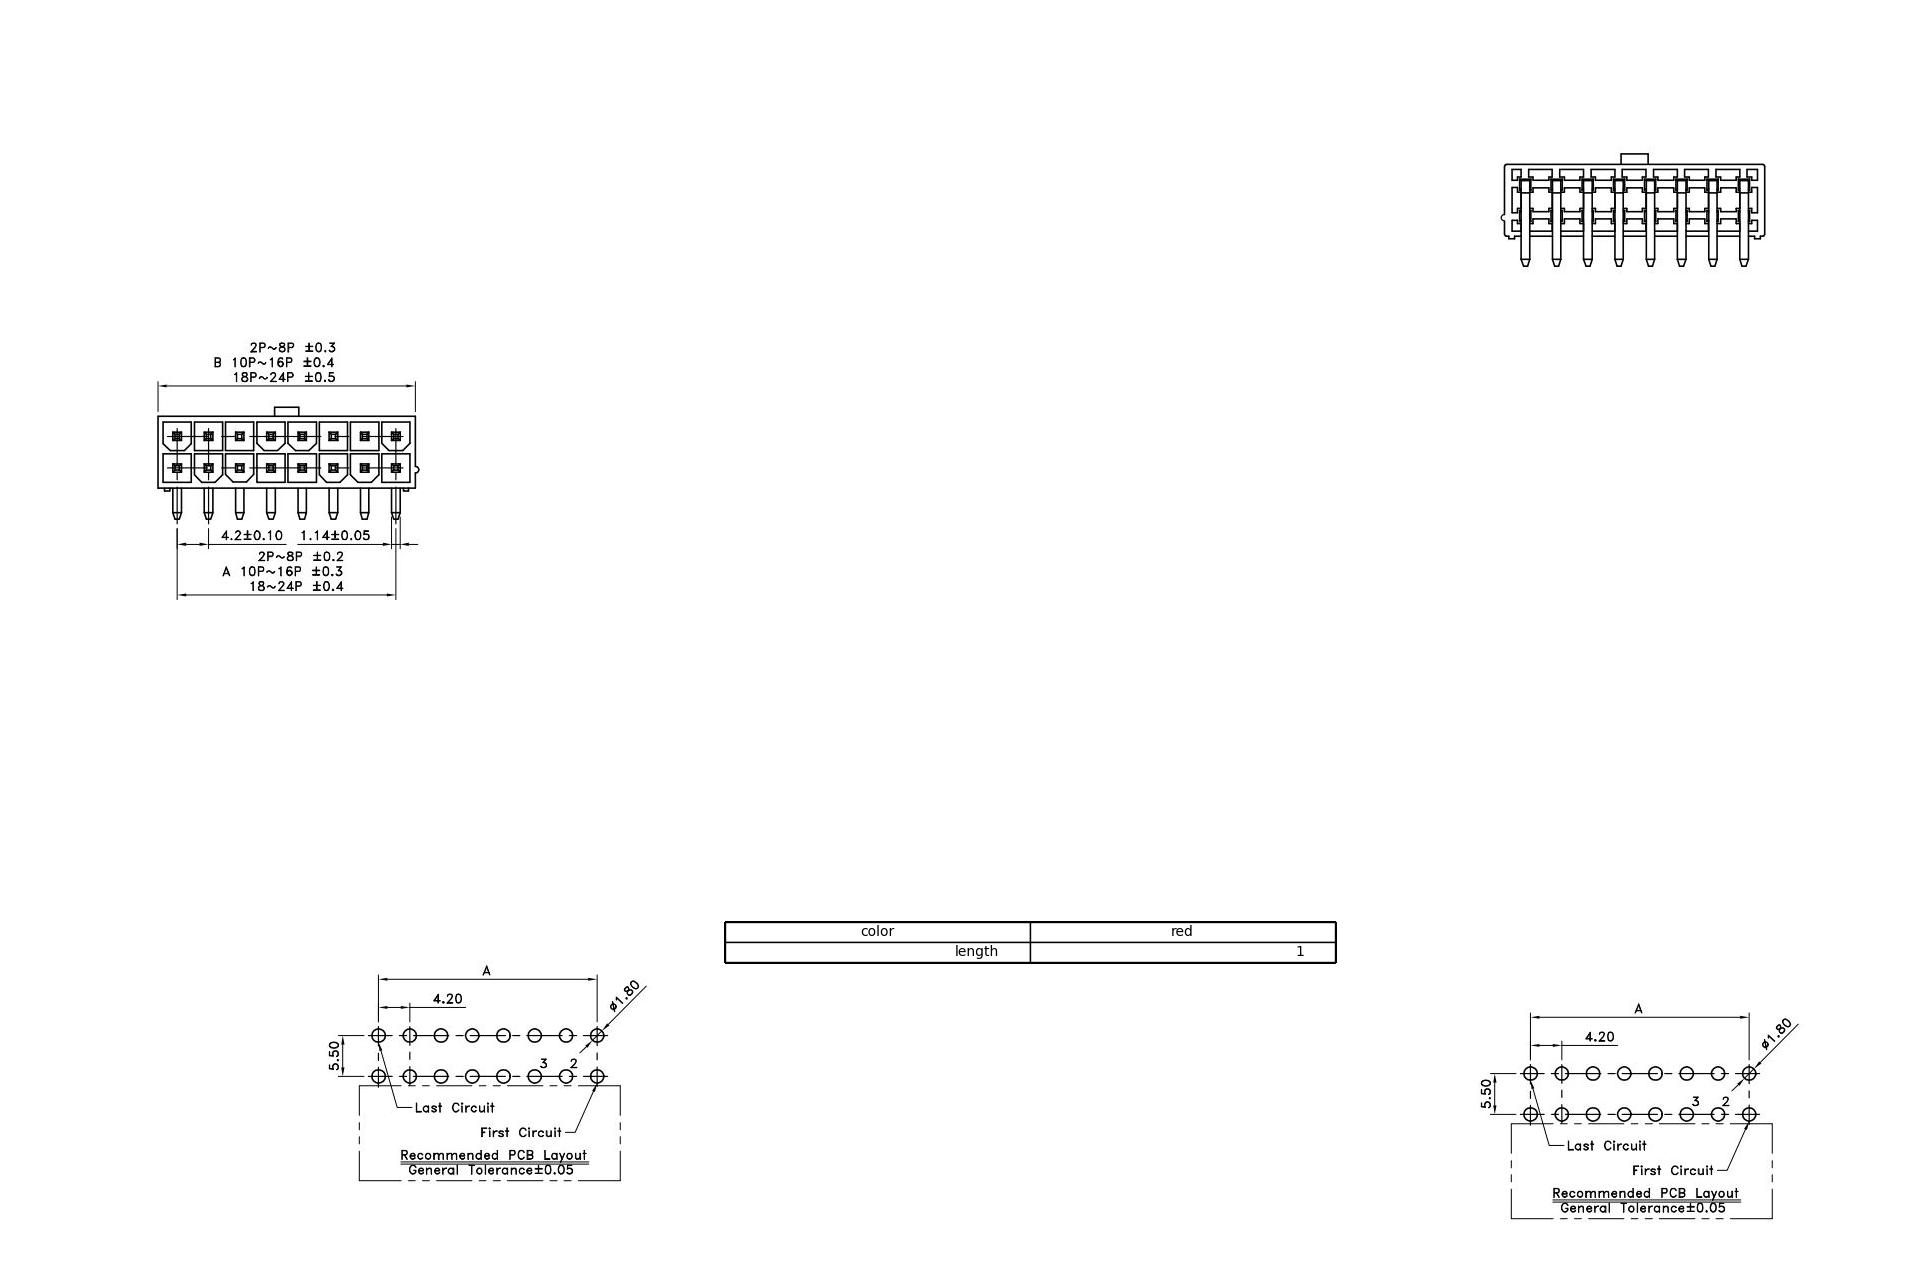 2P~8P ±0.3
B 10P~16P ±0.4
18P~24P ±0.5
4.2±0.10 1.14±0.05
2P~8P ±0.2
A 10P~16P ±0.3
18~24P ±0.4
color red
length 1
A
4.20
ø1.80
5.50
3 2
Last Circuit
First Circuit
Recommended PCB Layout
General Tolerance±0.05
A
4.20
ø1.80
5.50
3 2
Last Circuit
First Circuit
Recommended PCB Layout
General Tolerance±0.05